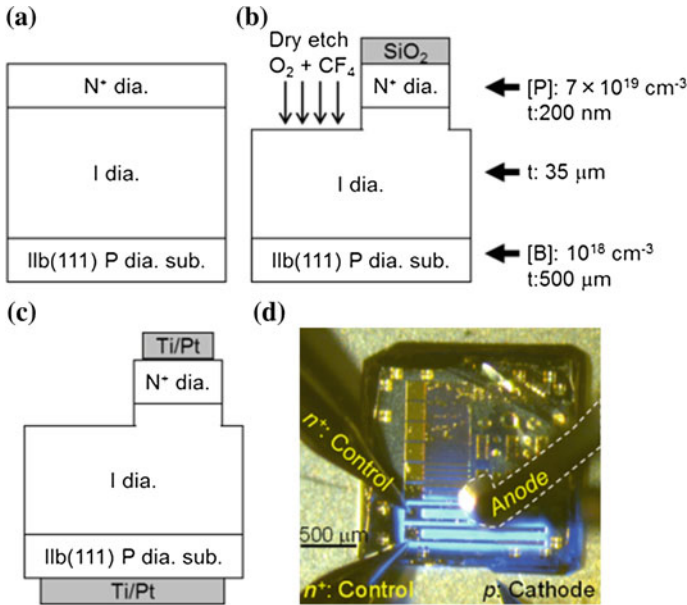 (a)
N⁺ dia.
I dia.
IIb(111) P dia. sub.
(b)
Dry etch
O₂ + CF₄
SiO₂
N⁺ dia.
I dia.
IIb(111) P dia. sub.
[P]: 7 × 10¹⁹ cm⁻³
t:200 nm
t: 35 μm
[B]: 10¹⁸ cm⁻³
t:500 μm
(c)
Ti/Pt
N⁺ dia.
I dia.
IIb(111) P dia. sub.
Ti/Pt
(d)
n⁺: Control
Anode
500 μm
n⁺: Control
p: Cathode